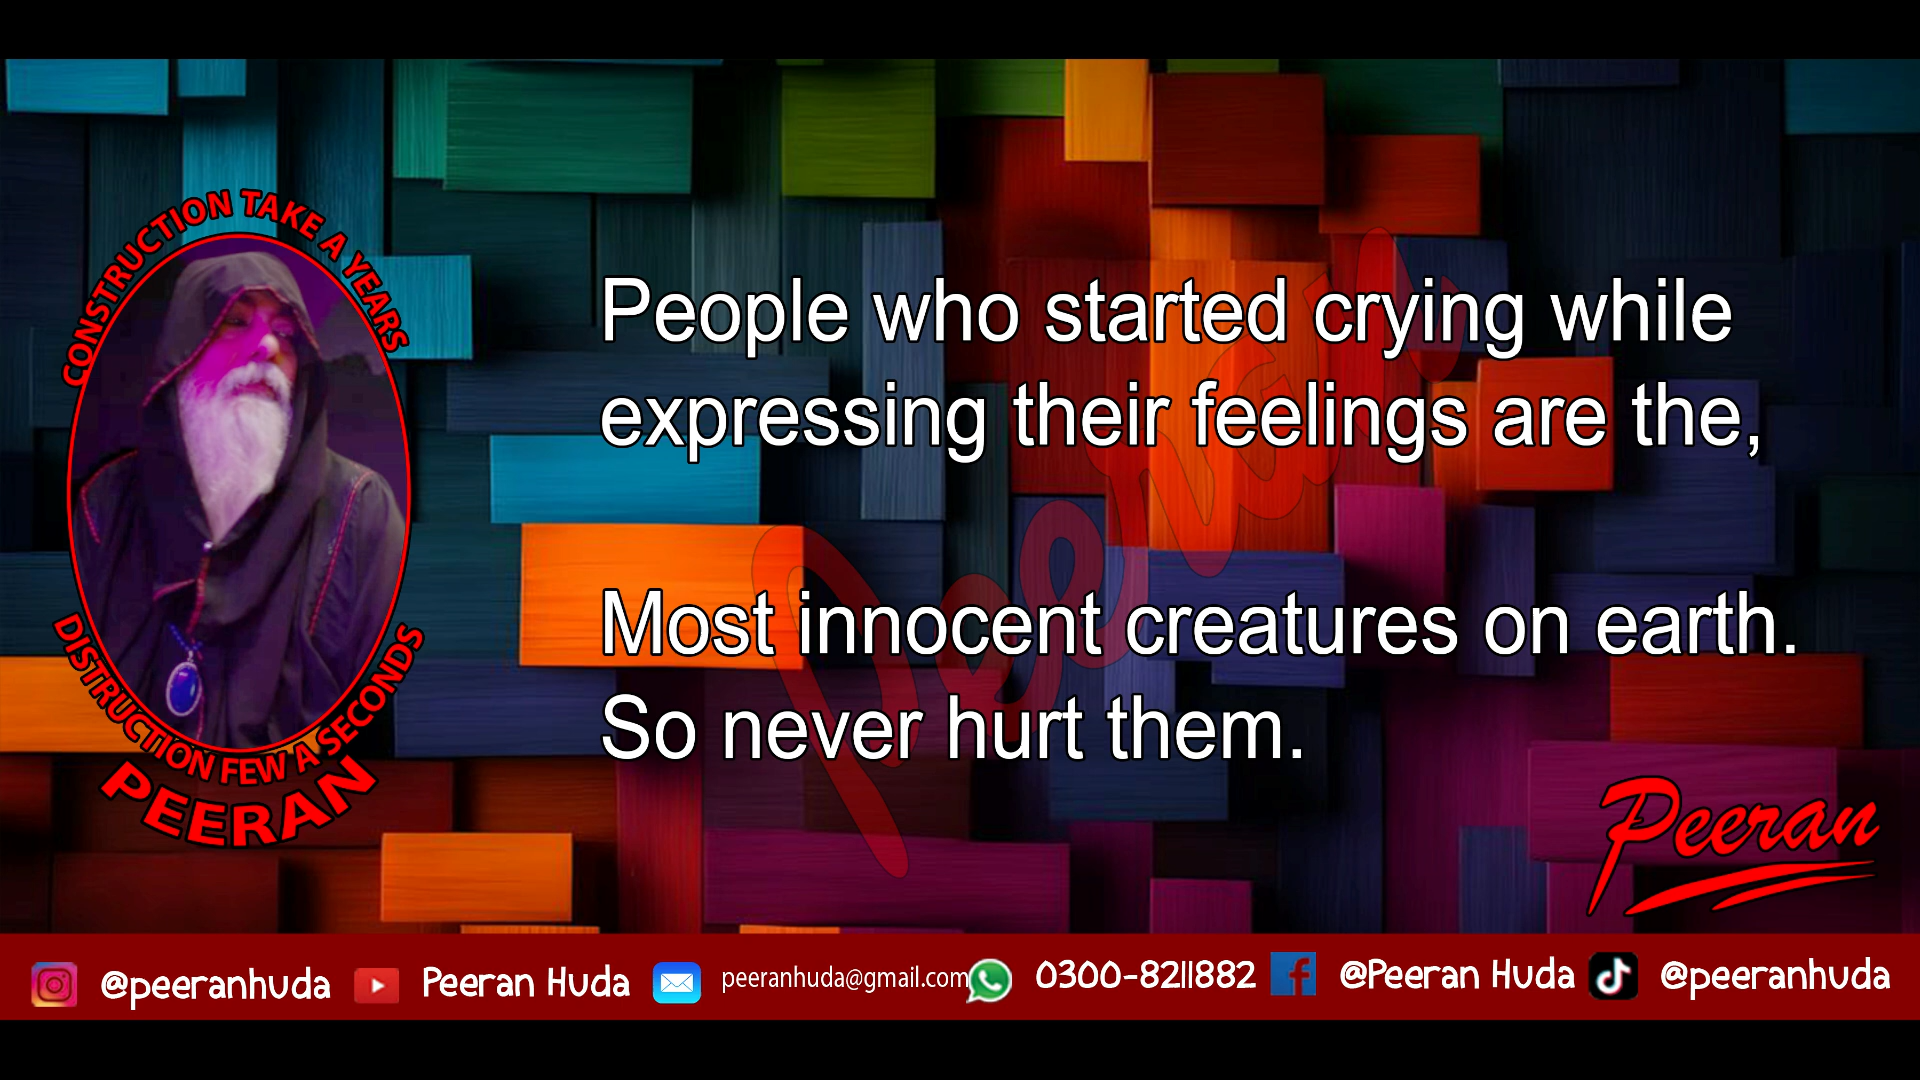 CONSTRUCTION TAKE A YEARS
DISTRUCTION FEW A SECONDS
PEERAN
People who started crying while
expressing their feelings are the,
Most innocent creatures on earth.
So never hurt them.
Peeran
Peeran
@peeranhuda
Peeran Huda
peeranhuda@gmail.com
0300-8211882
@Peeran Huda
@peeranhuda